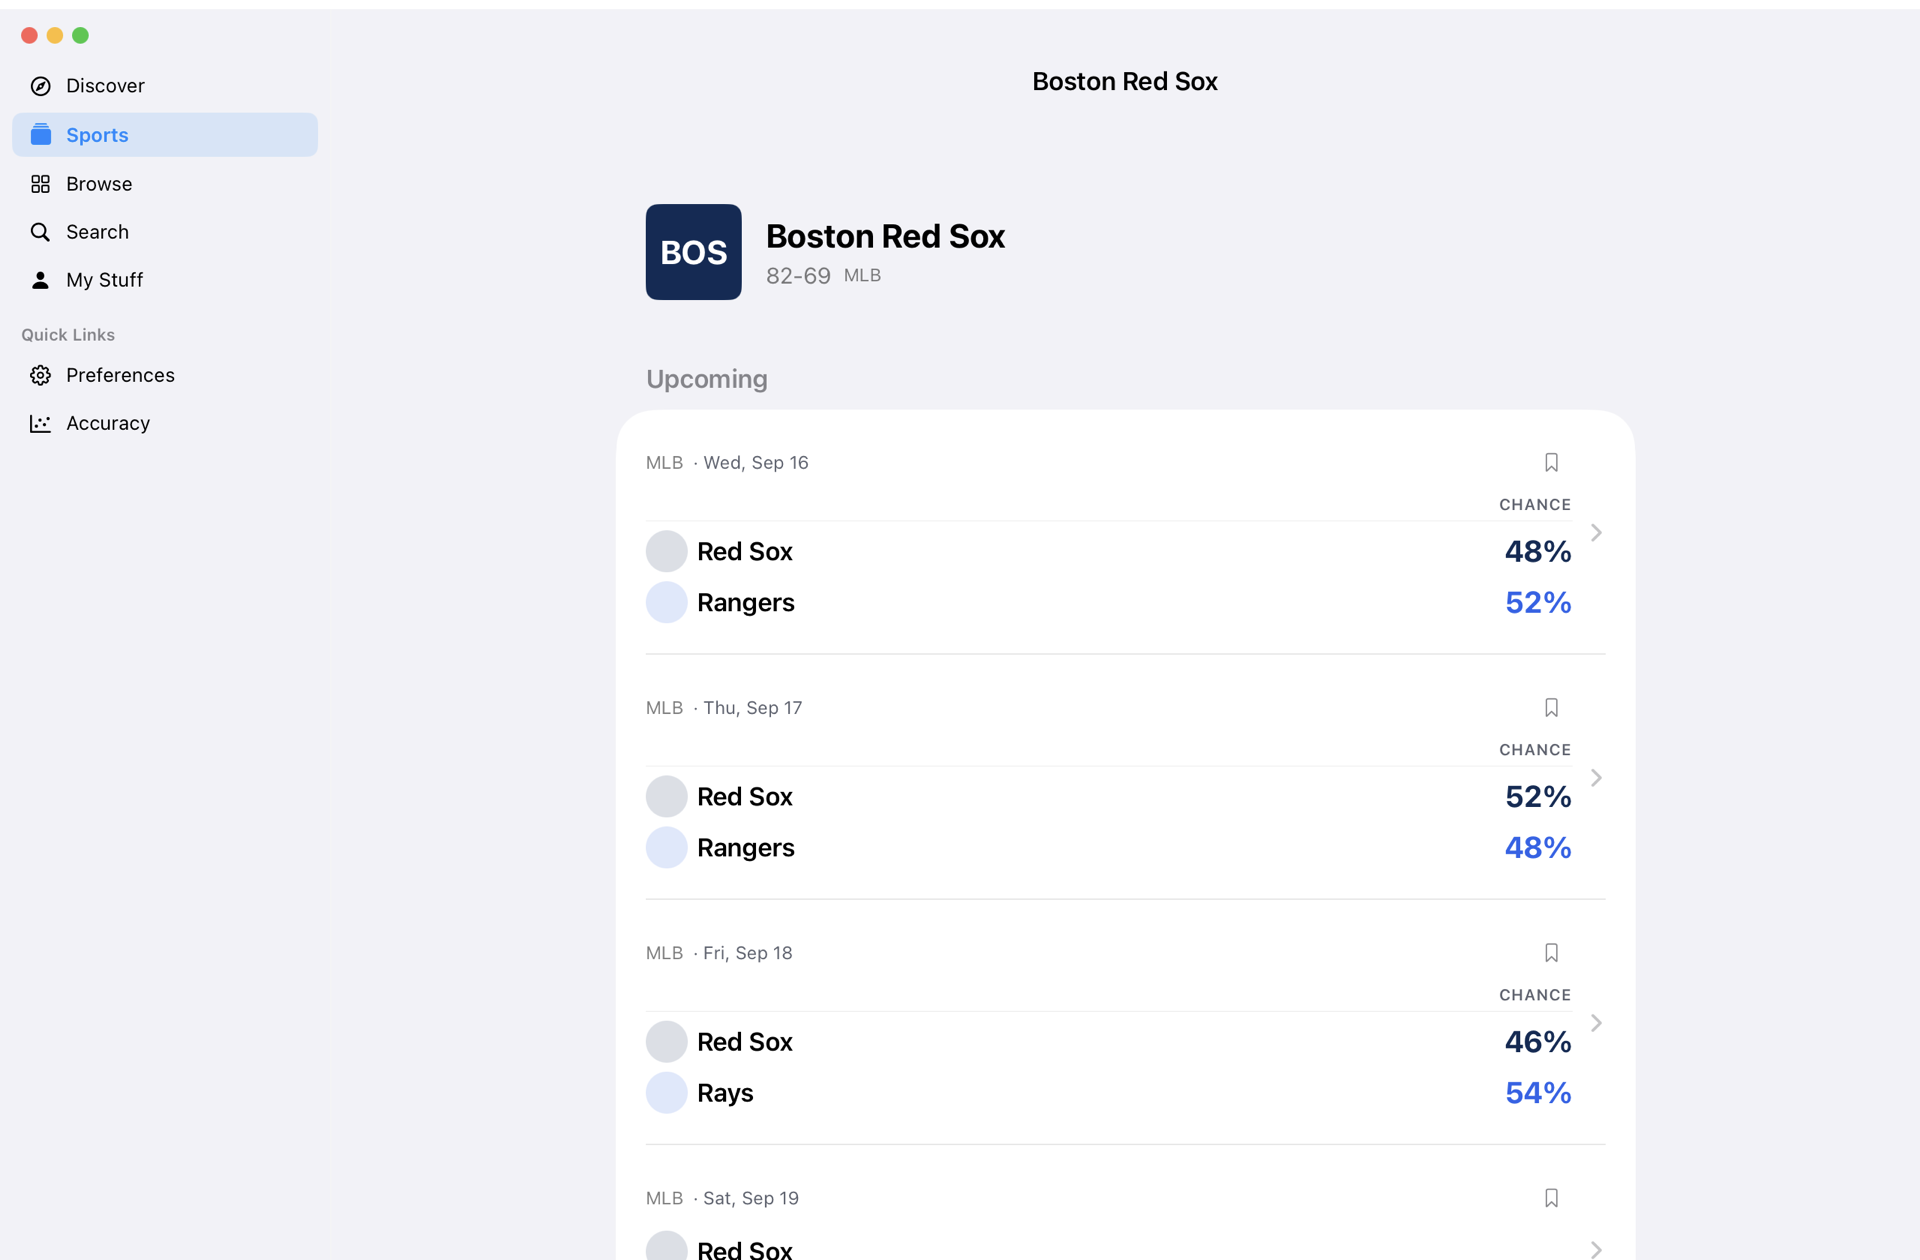 Discover
Sports
Browse
Search
My Stuff
Quick Links
Preferences
Accuracy
Boston Red Sox
BOS
Boston Red Sox
82-69 MLB
Upcoming
MLB · Wed, Sep 16
CHANCE
Red Sox 48%
Rangers 52%
MLB · Thu, Sep 17
CHANCE
Red Sox 52%
Rangers 48%
MLB · Fri, Sep 18
CHANCE
Red Sox 46%
Rays 54%
MLB · Sat, Sep 19
Red Sox